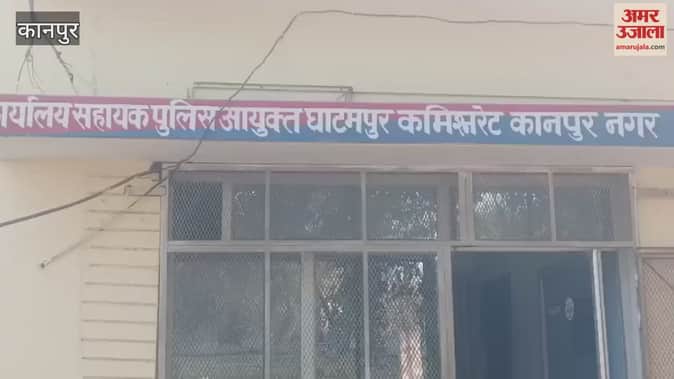 कानपुर
अमर
उजाला
amarujala.com
कार्यालय सहायक पुलिस आयुक्त घाटमपुर कमिश्नरेट कानपुर नगर